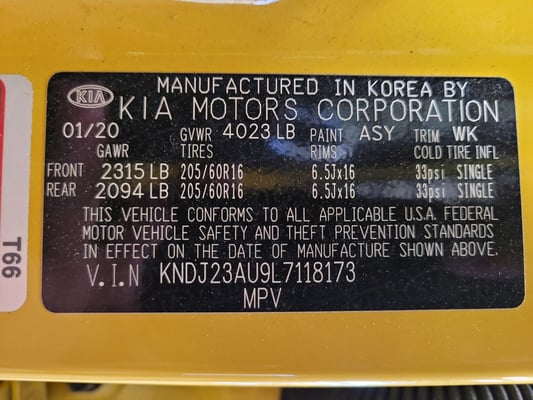 KIA
MANUFACTURED IN KOREA BY
KIA MOTORS CORPORATION
01/20 GVWR 4023 LB PAINT ASY TRIM WK
GAWR TIRES RIMS COLD TIRE INFL
FRONT 2315 LB 205/60R16 6.5Jx16 33psi SINGLE
REAR 2094 LB 205/60R16 6.5Jx16 33psi SINGLE
THIS VEHICLE CONFORMS TO ALL APPLICABLE U.S.A. FEDERAL
MOTOR VEHICLE SAFETY AND THEFT PREVENTION STANDARDS
IN EFFECT ON THE DATE OF MANUFACTURE SHOWN ABOVE.
V.I.N KNDJ23AU9L7118173
MPV
T66